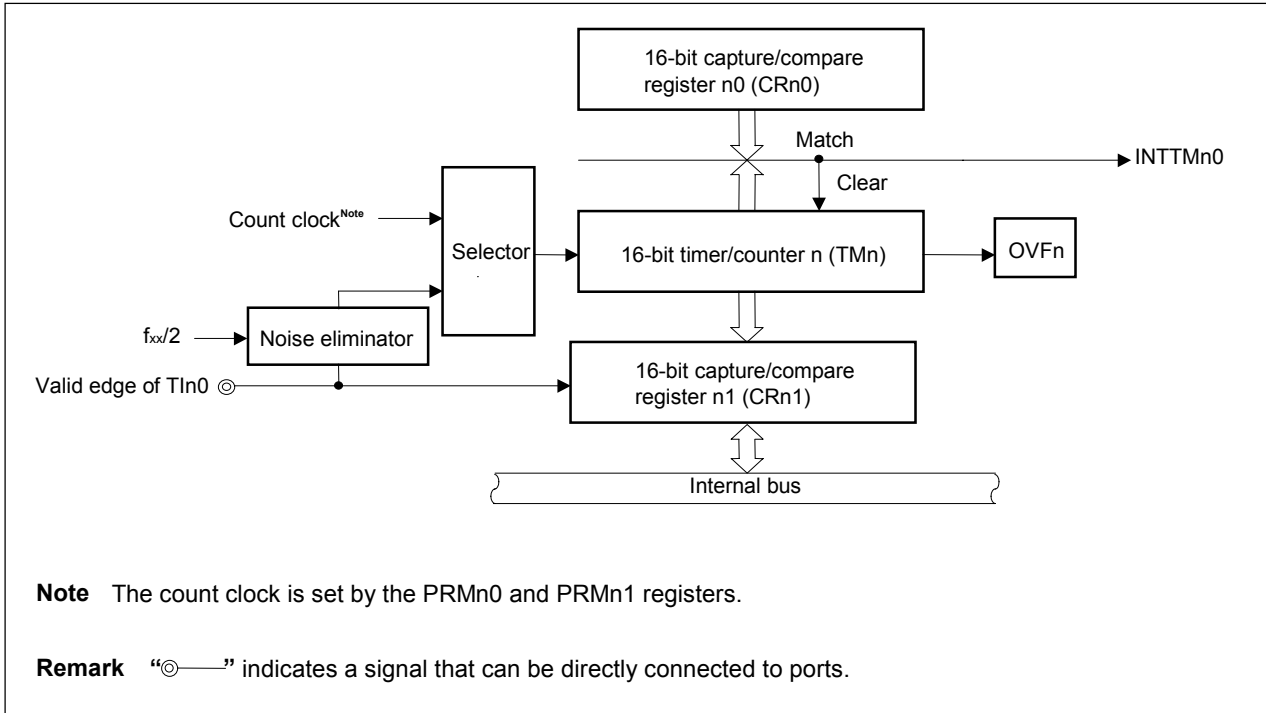 16-bit capture/compare
register n0 (CRn0)
Match
INTTMn0
Clear
Count clockNote
Selector
16-bit timer/counter n (TMn)
OVFn
fxx/2
Noise eliminator
Valid edge of TIn0
16-bit capture/compare
register n1 (CRn1)
Internal bus
Note The count clock is set by the PRMn0 and PRMn1 registers.
Remark “◎——” indicates a signal that can be directly connected to ports.